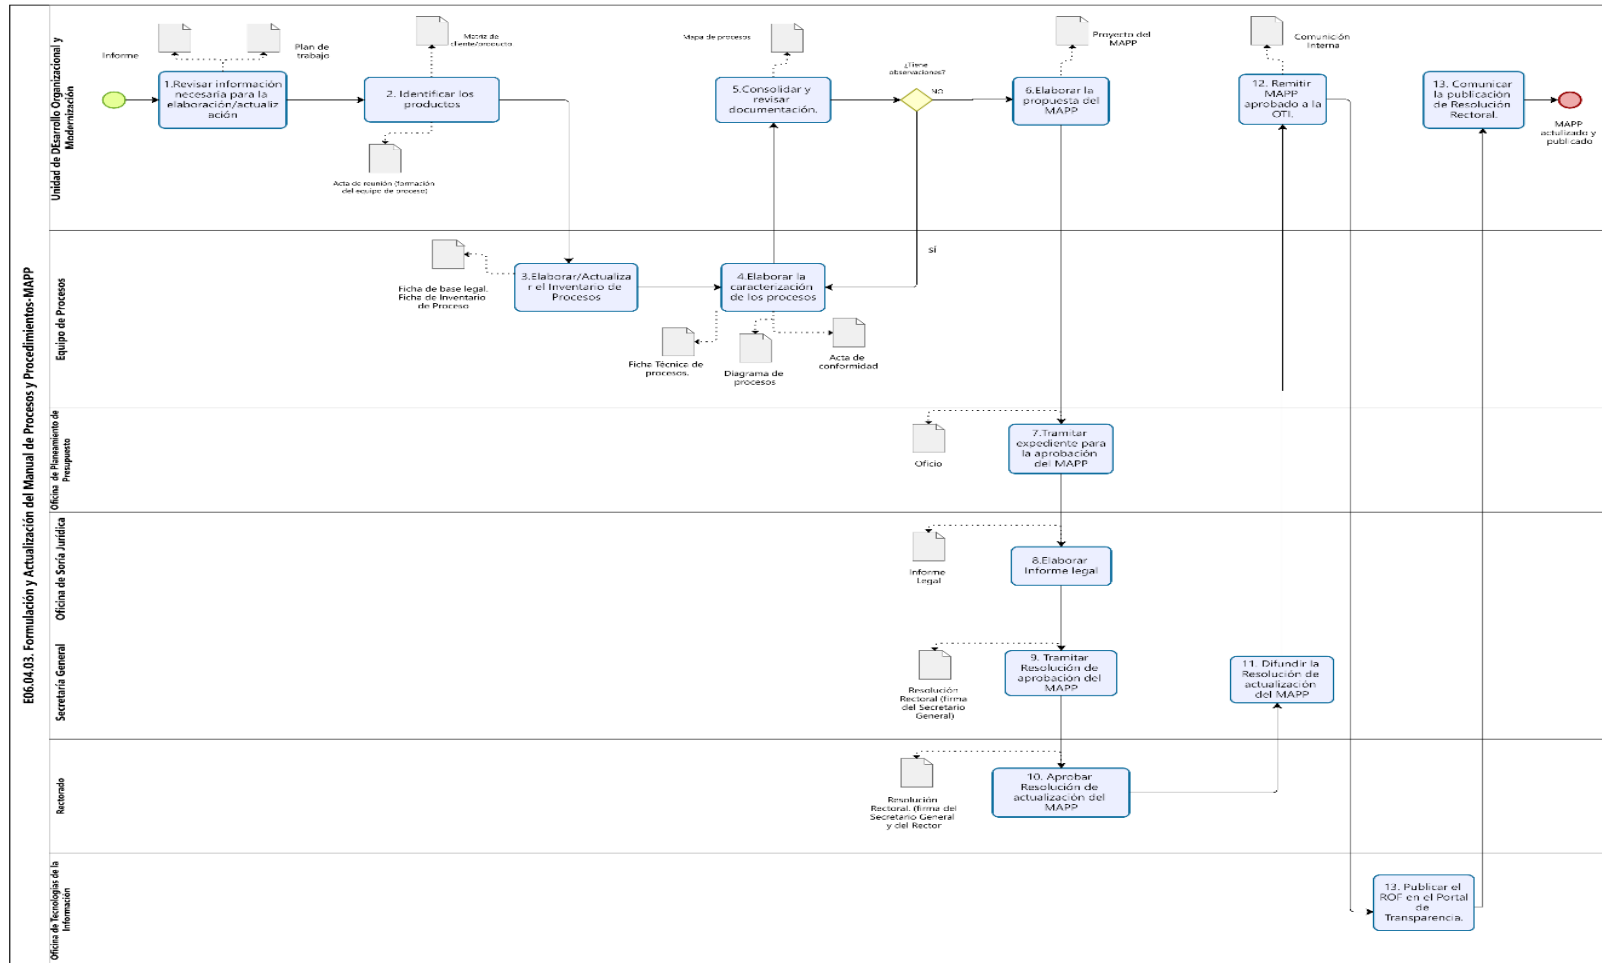 E06.04.03. Formulación y Actualización del Manual de Procesos y Procedimientos-MAPP
Unidad de DEsarrollo Organizacional y
Modernización
Informe
Plan de
trabajo
1.Revisar información
necesaria para la
elaboración/actualiz
ación
Matriz de
cliente/producto
2. Identificar los
productos
Acta de reunión (formación
del equipo de proceso)
Mapa de procesos
5.Consolidar y
revisar
documentación.
¿Tiene
observaciones?
NO
sí
Proyecto del
MAPP
6.Elaborar la
propuesta del
MAPP
Comunición
Interna
12. Remitir
MAPP
aprobado a la
OTI.
13. Comunicar
la publicación
de Resolución
Rectoral.
MAPP
actulizado y
publicado
Equipo de Procesos
Ficha de base legal.
Ficha de Inventario
de Proceso
3.Elaborar/Actualiza
r el Inventario de
Procesos
4.Elaborar la
caracterización
de los procesos
Ficha Técnica de
procesos.
Diagrama de
procesos
Acta de
conformidad
Oficina de Planeamiento de
Presupuesto
Oficio
7.Tramitar
expediente para
la aprobación
del MAPP
Oficina de Soría Jurídica
Informe
Legal
8.Elaborar
Informe legal
Secretaría General
Resolución
Rectoral (firma
del Secretario
General)
9. Tramitar
Resolución de
aprobación del
MAPP
11. Difundir la
Resolución de
actualización
del MAPP
Rectorado
Resolución
Rectoral. (firma del
Secretario General
y del Rector
10. Aprobar
Resolución de
actualización del
MAPP
Oficina de Tecnologías de la
Información
13. Publicar el
ROF en el Portal
de
Transparencia.